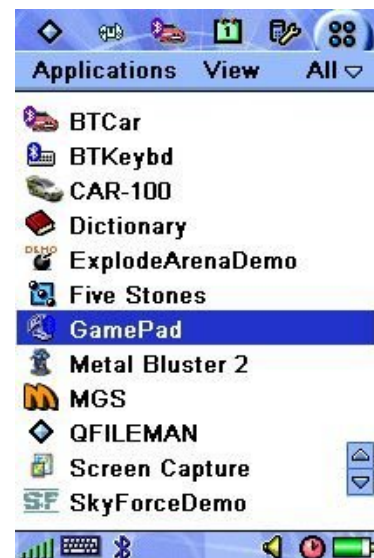 1
Applications View All
BTCar
BTKeybd
CAR-100
Dictionary
DEMO
ExplodeArenaDemo
Five Stones
GamePad
Metal Bluster 2
MGS
QFILEMAN
Screen Capture
SF SkyForceDemo